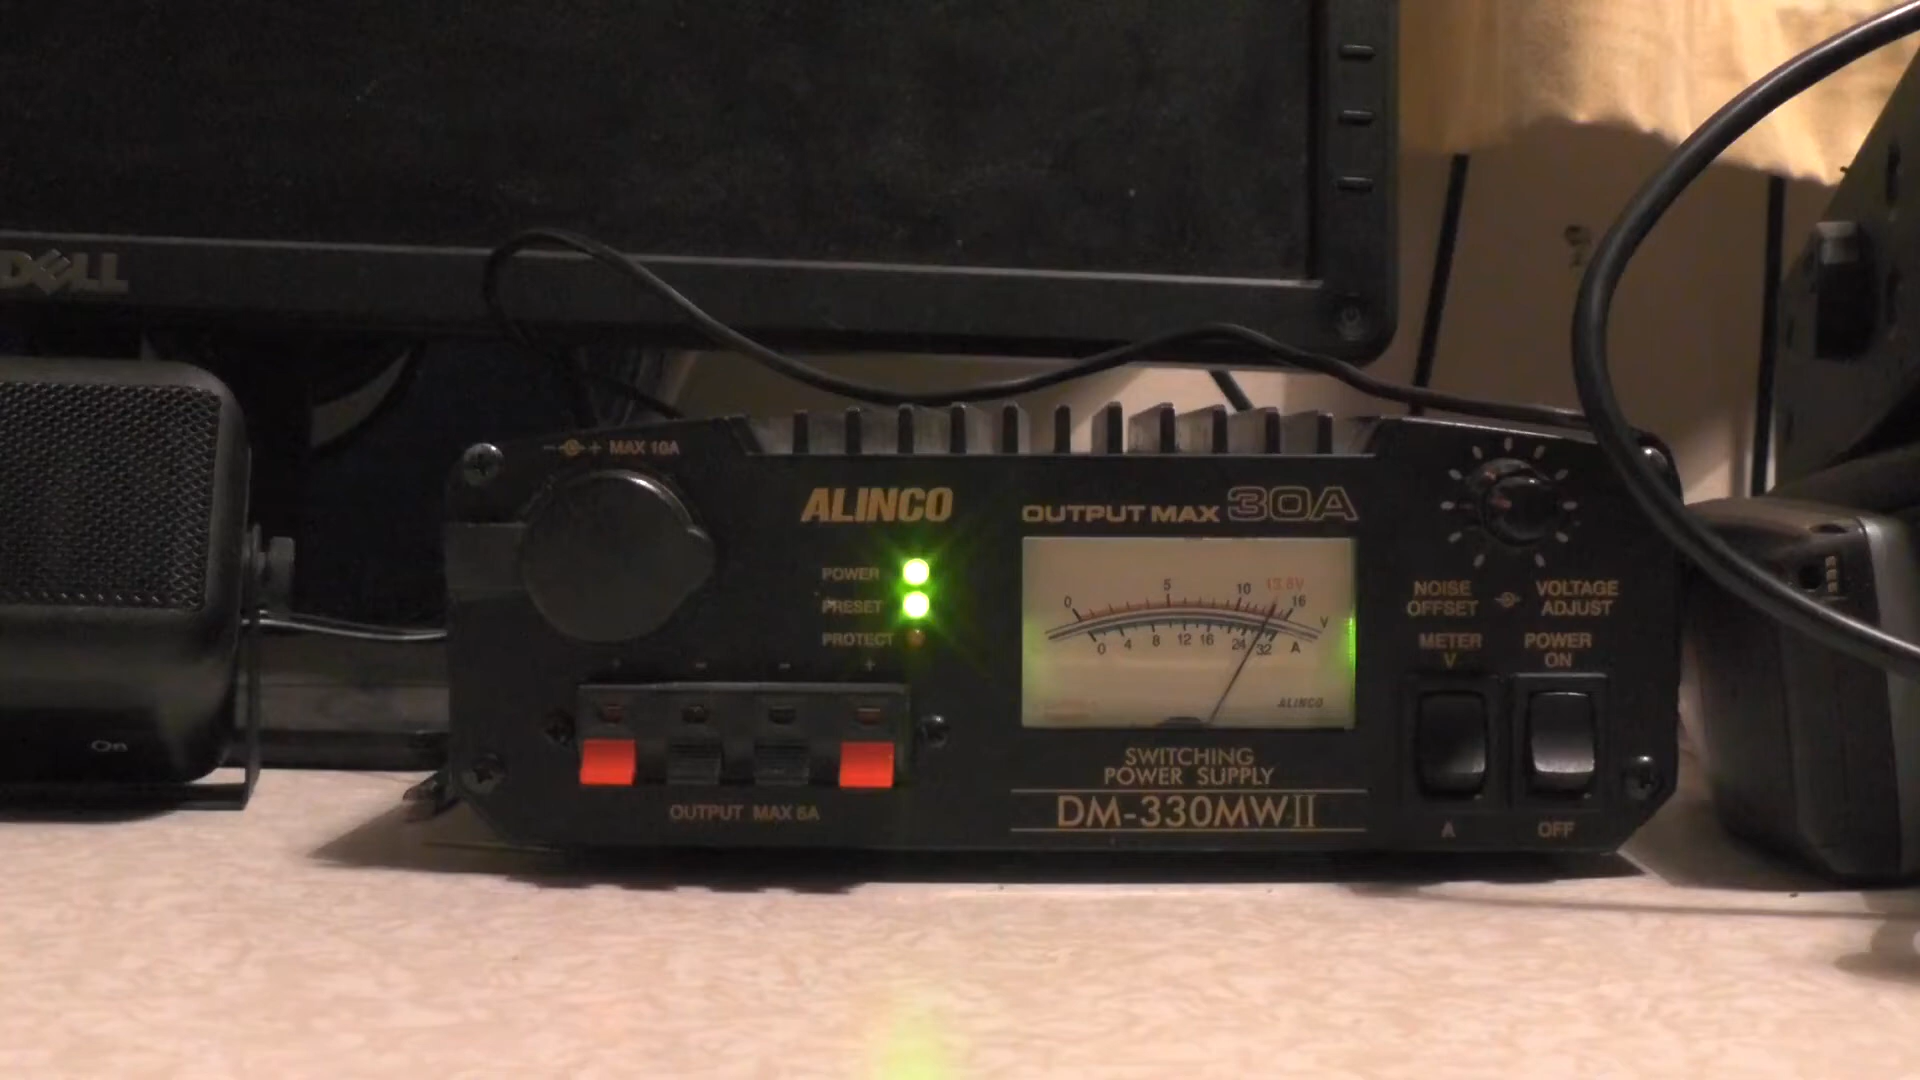 DELL
On
MAX 10A
ALINCO
POWER
PRESET
PROTECT
+ - - +
OUTPUT MAX 5A
OUTPUT MAX 30A
0 5 10 13.8V 16 V
0 4 8 12 16 24 32 A
ALINCO
SWITCHING
POWER SUPPLY
DM-330MWII
NOISE OFFSET
VOLTAGE ADJUST
METER
V
A
POWER
ON
OFF